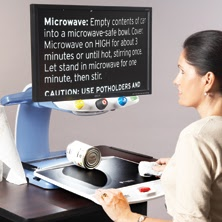 Microwave: Empty contents of can
into a microwave-safe bowl. Cover.
Microwave on HIGH for about 3
minutes or until hot, stirring once.
Let stand in microwave for one
minute, then stir.
CAUTION: USE POTHOLDERS AND